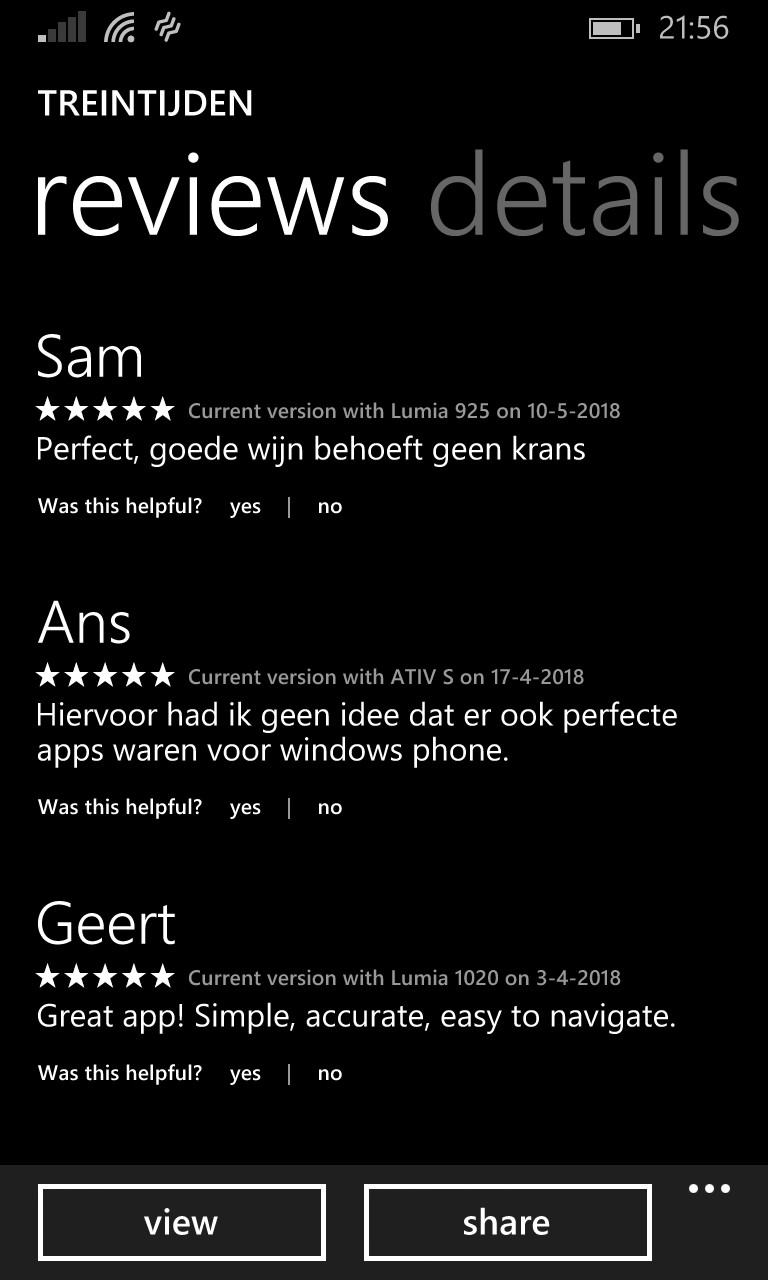 21:56
TREINTIJDEN
reviews details
Sam
Current version with Lumia 925 on 10-5-2018
Perfect, goede wijn behoeft geen krans
Was this helpful? yes | no
Ans
Current version with ATIV S on 17-4-2018
Hiervoor had ik geen idee dat er ook perfecte
apps waren voor windows phone.
Was this helpful? yes | no
Geert
Current version with Lumia 1020 on 3-4-2018
Great app! Simple, accurate, easy to navigate.
Was this helpful? yes | no
view share